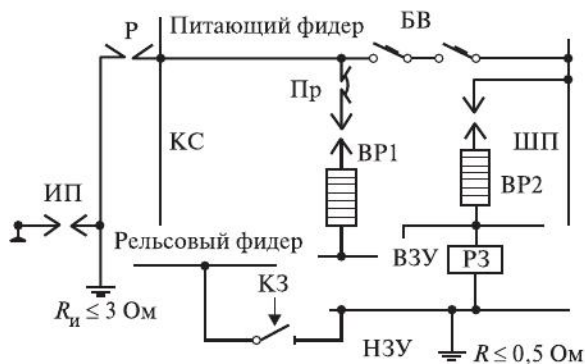 Р
Питающий фидер
БВ
Пр
КС
ВР1
ШП
ВР2
ИП
Рельсовый фидер
ВЗУ
РЗ
КЗ
Rи ≤ 3 Ом
НЗУ
R ≤ 0,5 Ом